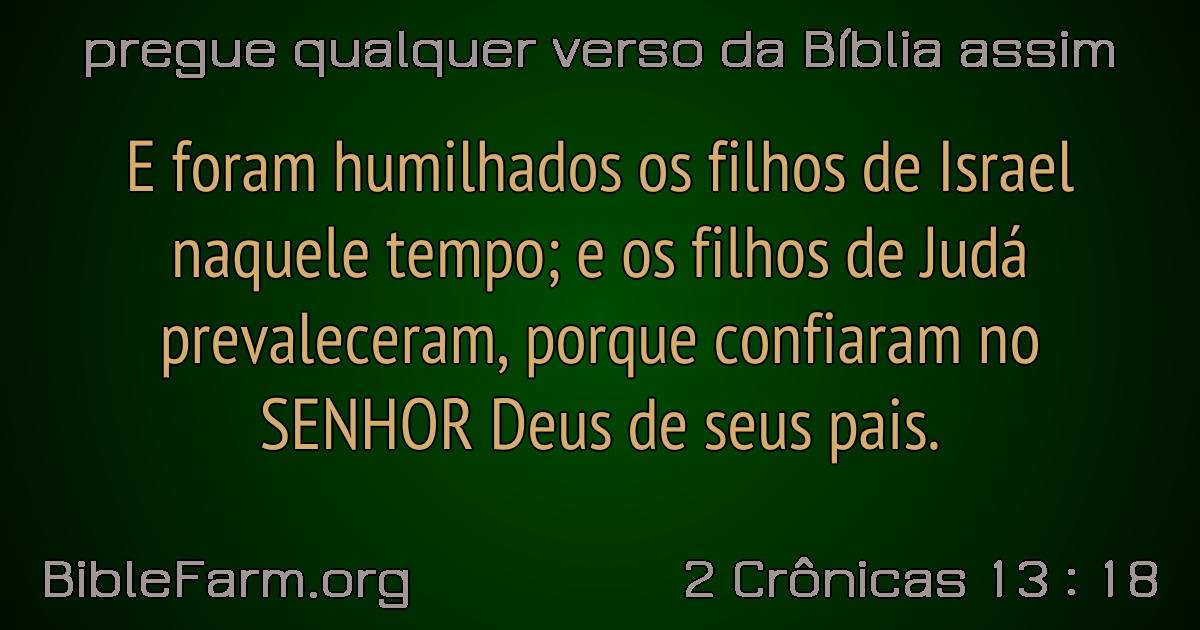 pregue qualquer verso da Bíblia assim
E foram humilhados os filhos de Israel
naquele tempo; e os filhos de Judá
prevaleceram, porque confiaram no
SENHOR Deus de seus pais.
BibleFarm.org
2 Crônicas 13 : 18